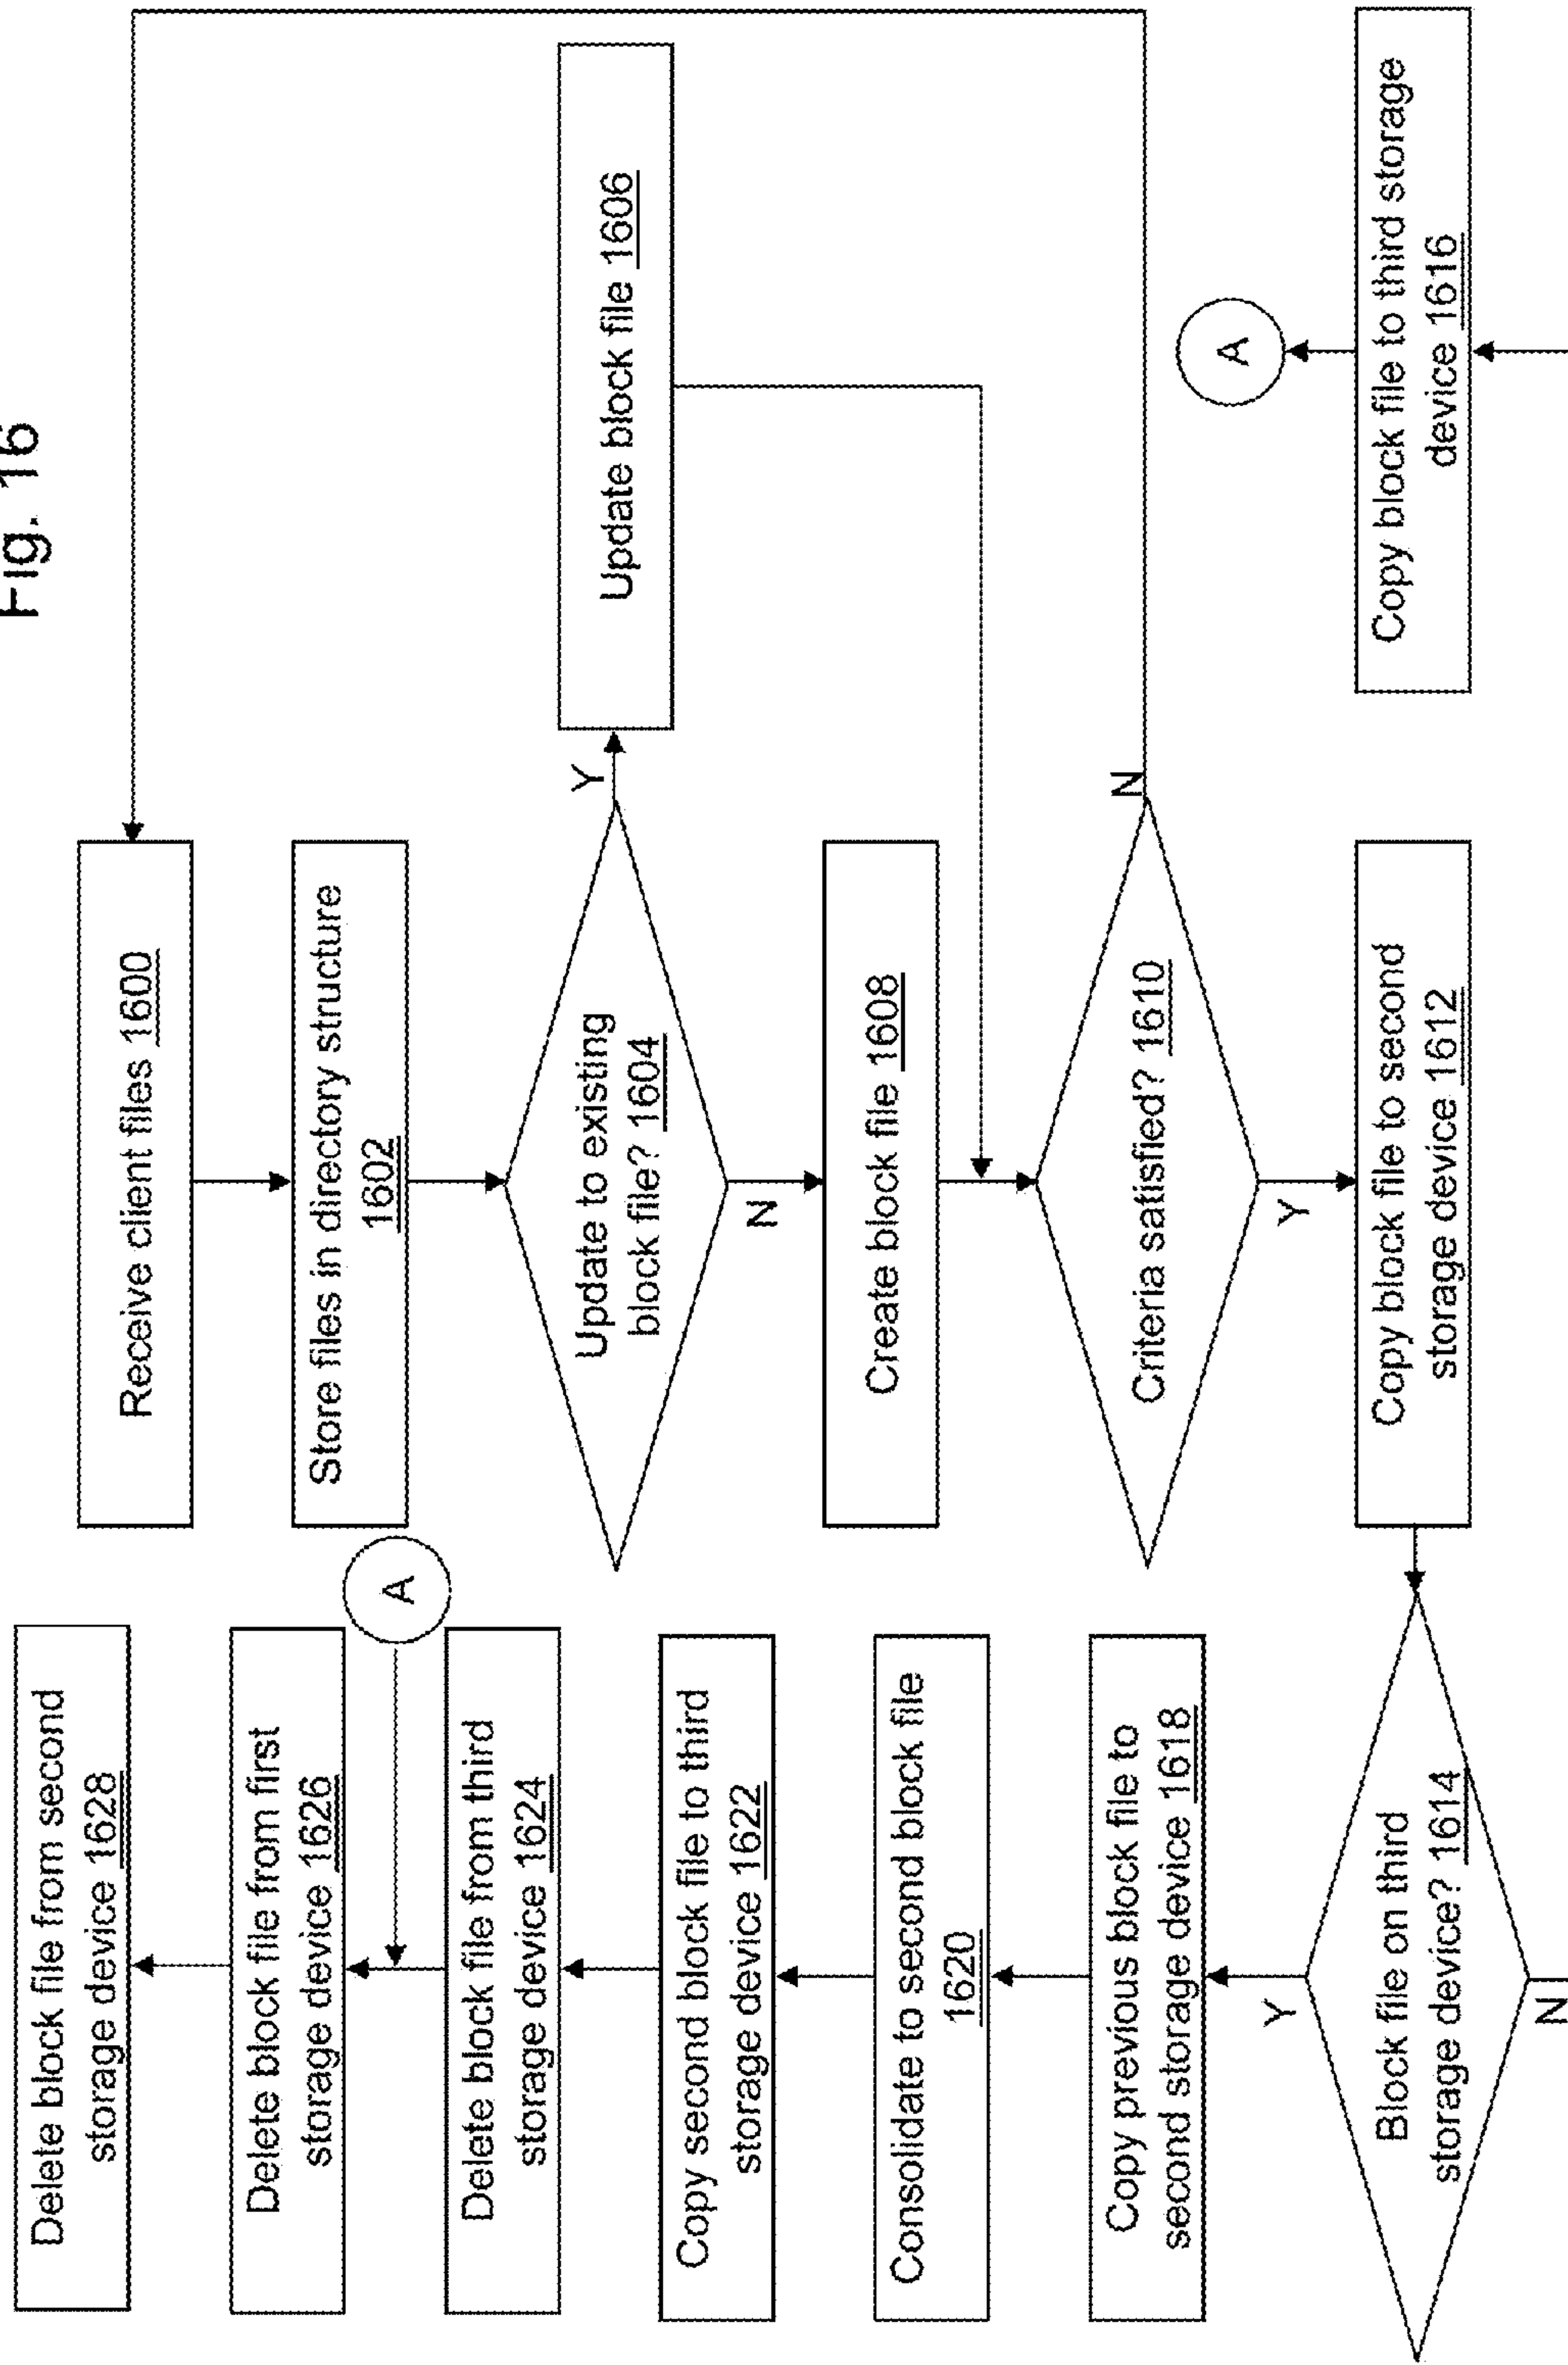 Fig. 16
Receive client files 1600
Store files in directory structure
1602
Update to existing
block file? 1604
Y
N
Update block file 1606
Create block file 1608
Criteria satisfied? 1610
N
Y
Copy block file to second
storage device 1612
Block file on third
storage device? 1614
Y
N
Copy block file to third storage
device 1616
A
Copy previous block file to
second storage device 1618
Consolidate to second block file
1620
Copy second block file to third
storage device 1622
Delete block file from third
storage device 1624
A
Delete block file from first
storage device 1626
Delete block file from second
storage device 1628